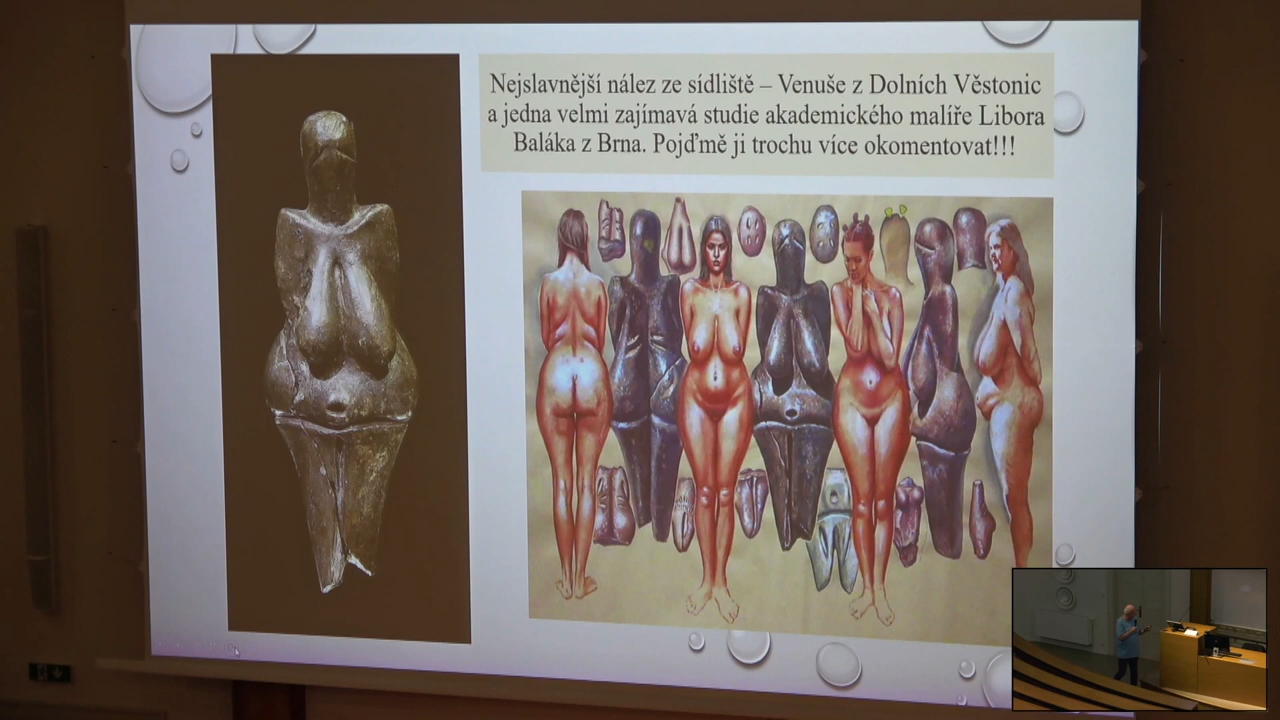 Nejslavnější nález ze sídliště – Venuše z Dolních Věstonic
a jedna velmi zajímavá studie akademického malíře Libora
Baláka z Brna. Pojďmě ji trochu více okomentovat!!!